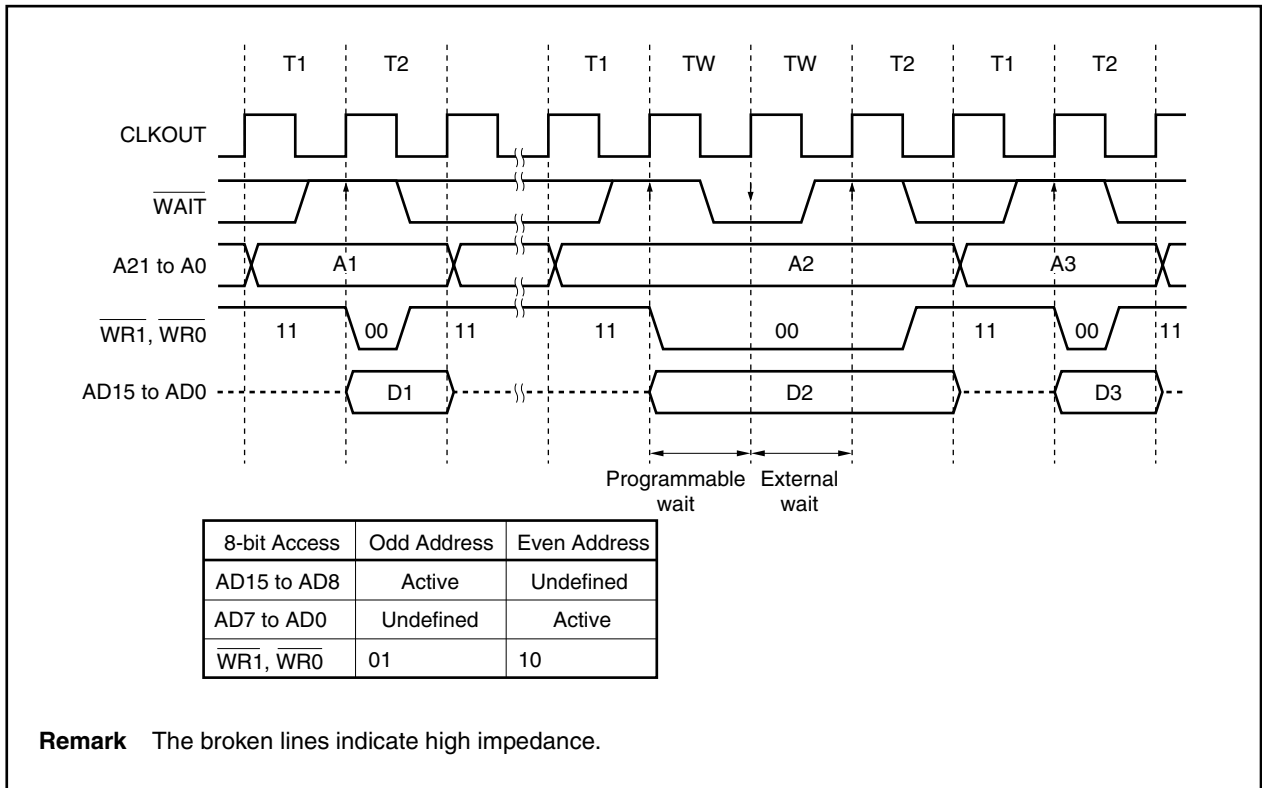 T1 T2 T1 TW TW T2 T1 T2
CLKOUT
WAIT
A21 to A0 A1 A2 A3
WR1, WR0 11 00 11 11 00 11 00 11
AD15 to AD0 D1 D2 D3
Programmable wait
External wait
8-bit Access Odd Address Even Address
AD15 to AD8 Active Undefined
AD7 to AD0 Undefined Active
WR1, WR0 01 10
Remark The broken lines indicate high impedance.